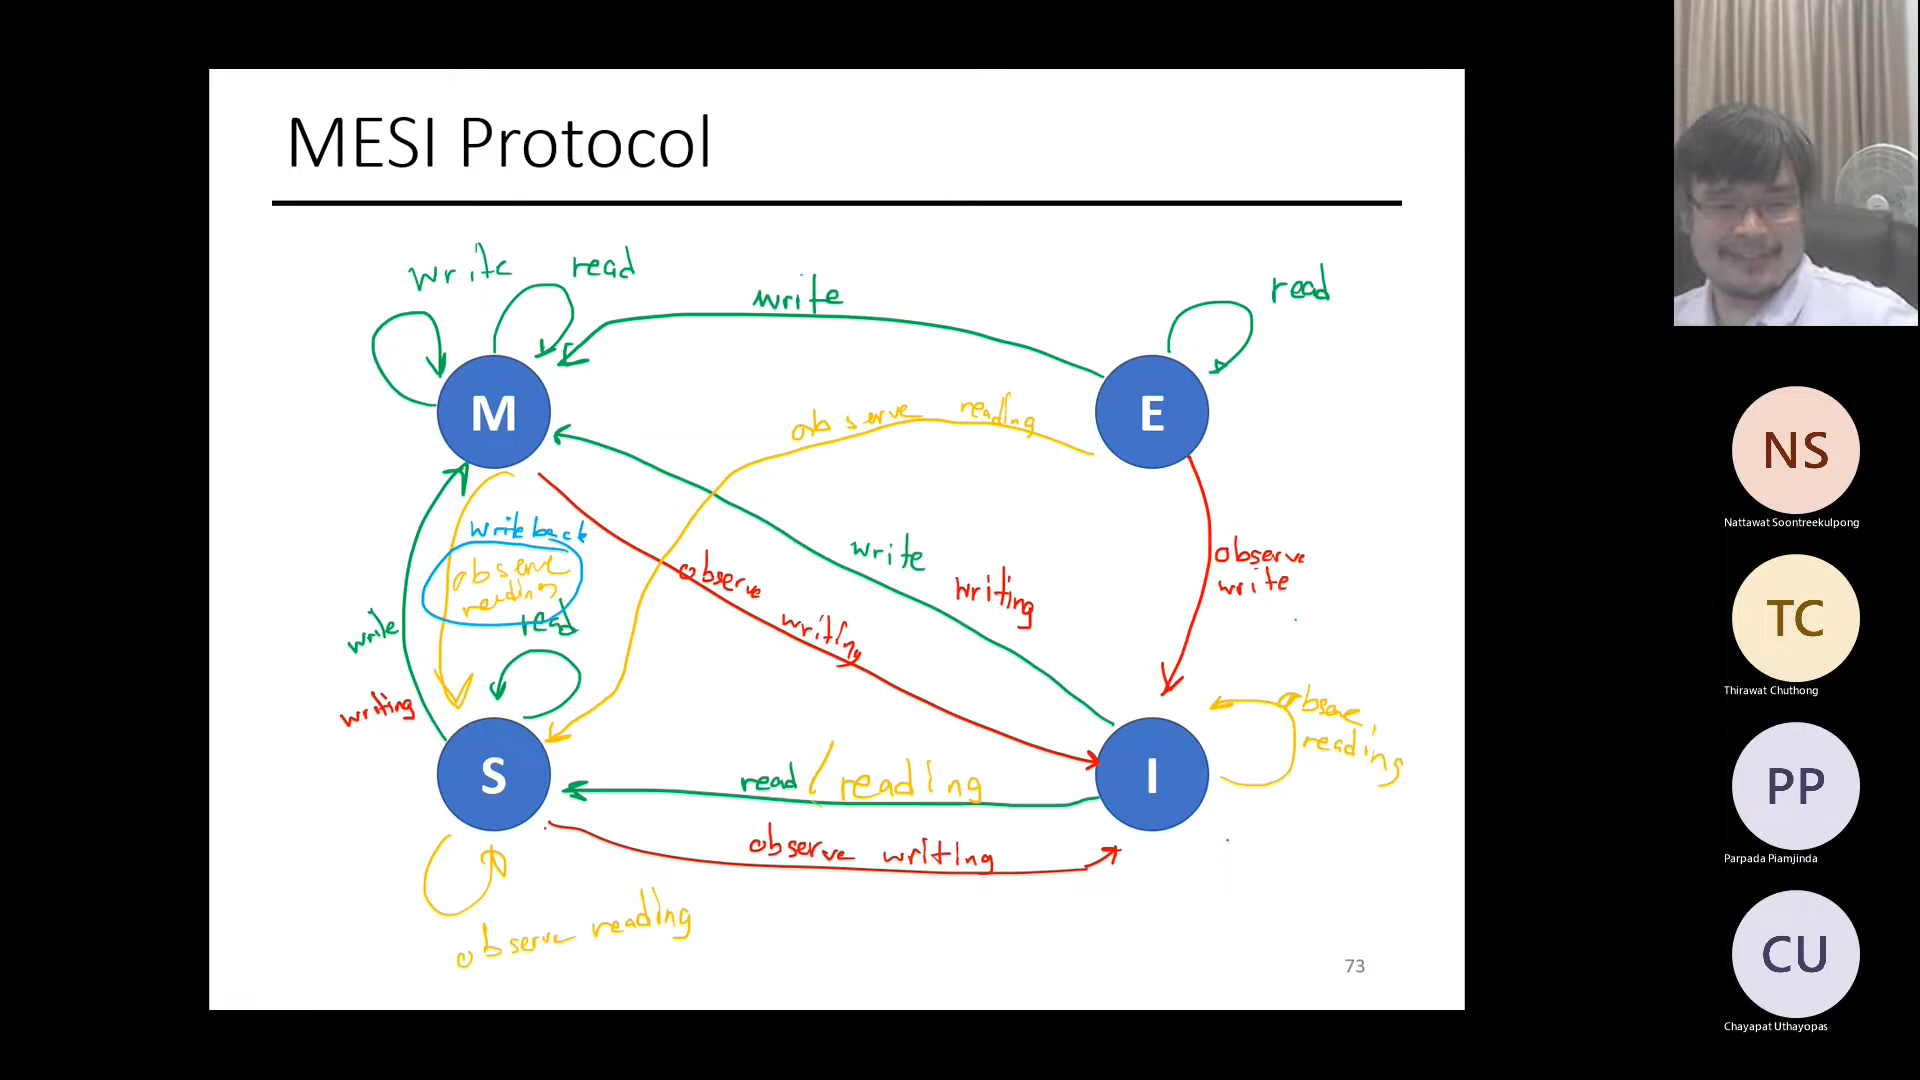 MESI Protocol
write
read
write
read
M
E
observe reading
write back
observe
reading
read
write
writing
observe
writing
write
writing
observe
write
observe
reading
S
I
read / reading
observe writing
observe reading
73
NS
Nattawat Soontreekulpong
TC
Thirawat Chuthong
PP
Parpada Piamjinda
CU
Chayapat Uthayopas